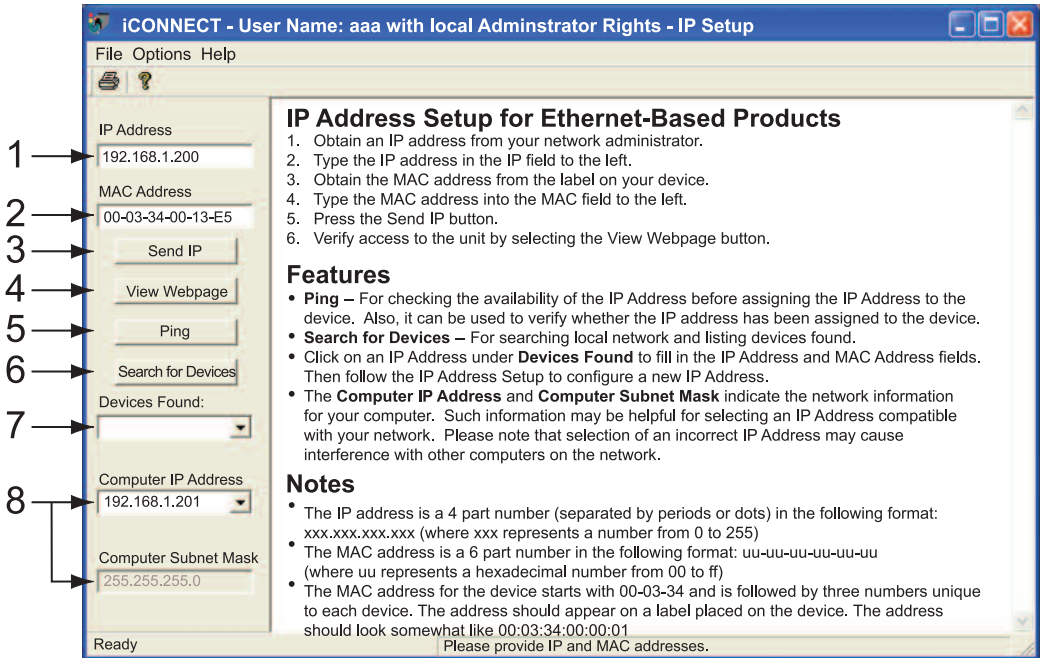 iCONNECT - User Name: aaa with local Adminstrator Rights - IP Setup
File Options Help
IP Address
1
192.168.1.200
MAC Address
2
00-03-34-00-13-E5
3
Send IP
4
View Webpage
5
Ping
6
Search for Devices
Devices Found:
7
Computer IP Address
8
192.168.1.201
Computer Subnet Mask
255.255.255.0
IP Address Setup for Ethernet-Based Products
1. Obtain an IP address from your network administrator.
2. Type the IP address in the IP field to the left.
3. Obtain the MAC address from the label on your device.
4. Type the MAC address into the MAC field to the left.
5. Press the Send IP button.
6. Verify access to the unit by selecting the View Webpage button.
Features
• Ping – For checking the availability of the IP Address before assigning the IP Address to the
device. Also, it can be used to verify whether the IP address has been assigned to the device.
• Search for Devices – For searching local network and listing devices found.
• Click on an IP Address under Devices Found to fill in the IP Address and MAC Address fields.
Then follow the IP Address Setup to configure a new IP Address.
• The Computer IP Address and Computer Subnet Mask indicate the network information
for your computer. Such information may be helpful for selecting an IP Address compatible
with your network. Please note that selection of an incorrect IP Address may cause
interference with other computers on the network.
Notes
• The IP address is a 4 part number (separated by periods or dots) in the following format:
xxx.xxx.xxx.xxx (where xxx represents a number from 0 to 255)
• The MAC address is a 6 part number in the following format: uu-uu-uu-uu-uu-uu
(where uu represents a hexadecimal number from 00 to ff)
• The MAC address for the device starts with 00-03-34 and is followed by three numbers unique
to each device. The address should appear on a label placed on the device. The address
should look somewhat like 00:03:34:00:00:01
Ready
Please provide IP and MAC addresses.